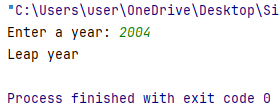 "C:\Users\user\OneDrive\Desktop\Si
Enter a year: 2004
Leap year
Process finished with exit code 0